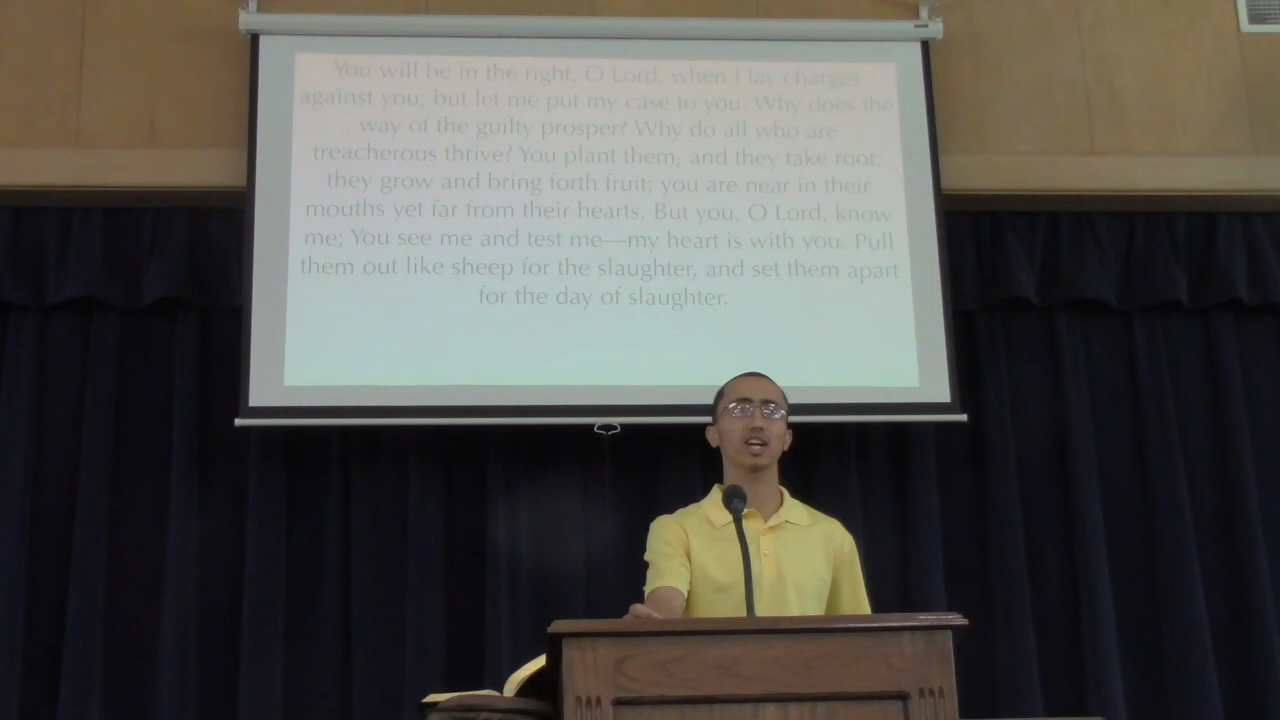 You will be in the right, O Lord, when I lay charges
against you; but let me put my case to you. Why does the
way of the guilty prosper? Why do all who are
treacherous thrive? You plant them, and they take root;
they grow and bring forth fruit; you are near in their
mouths yet far from their hearts. But you, O Lord, know
me; You see me and test me—my heart is with you. Pull
them out like sheep for the slaughter, and set them apart
for the day of slaughter.